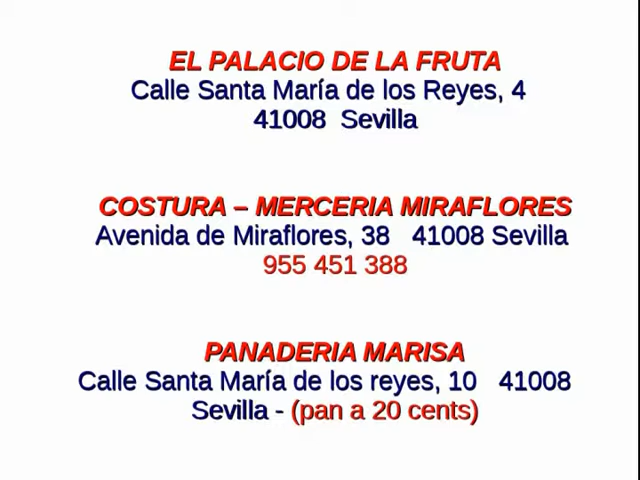 EL PALACIO DE LA FRUTA
Calle Santa María de los Reyes, 4
41008 Sevilla
COSTURA – MERCERIA MIRAFLORES
Avenida de Miraflores, 38 41008 Sevilla
955 451 388
PANADERIA MARISA
Calle Santa María de los reyes, 10 41008
Sevilla - (pan a 20 cents)